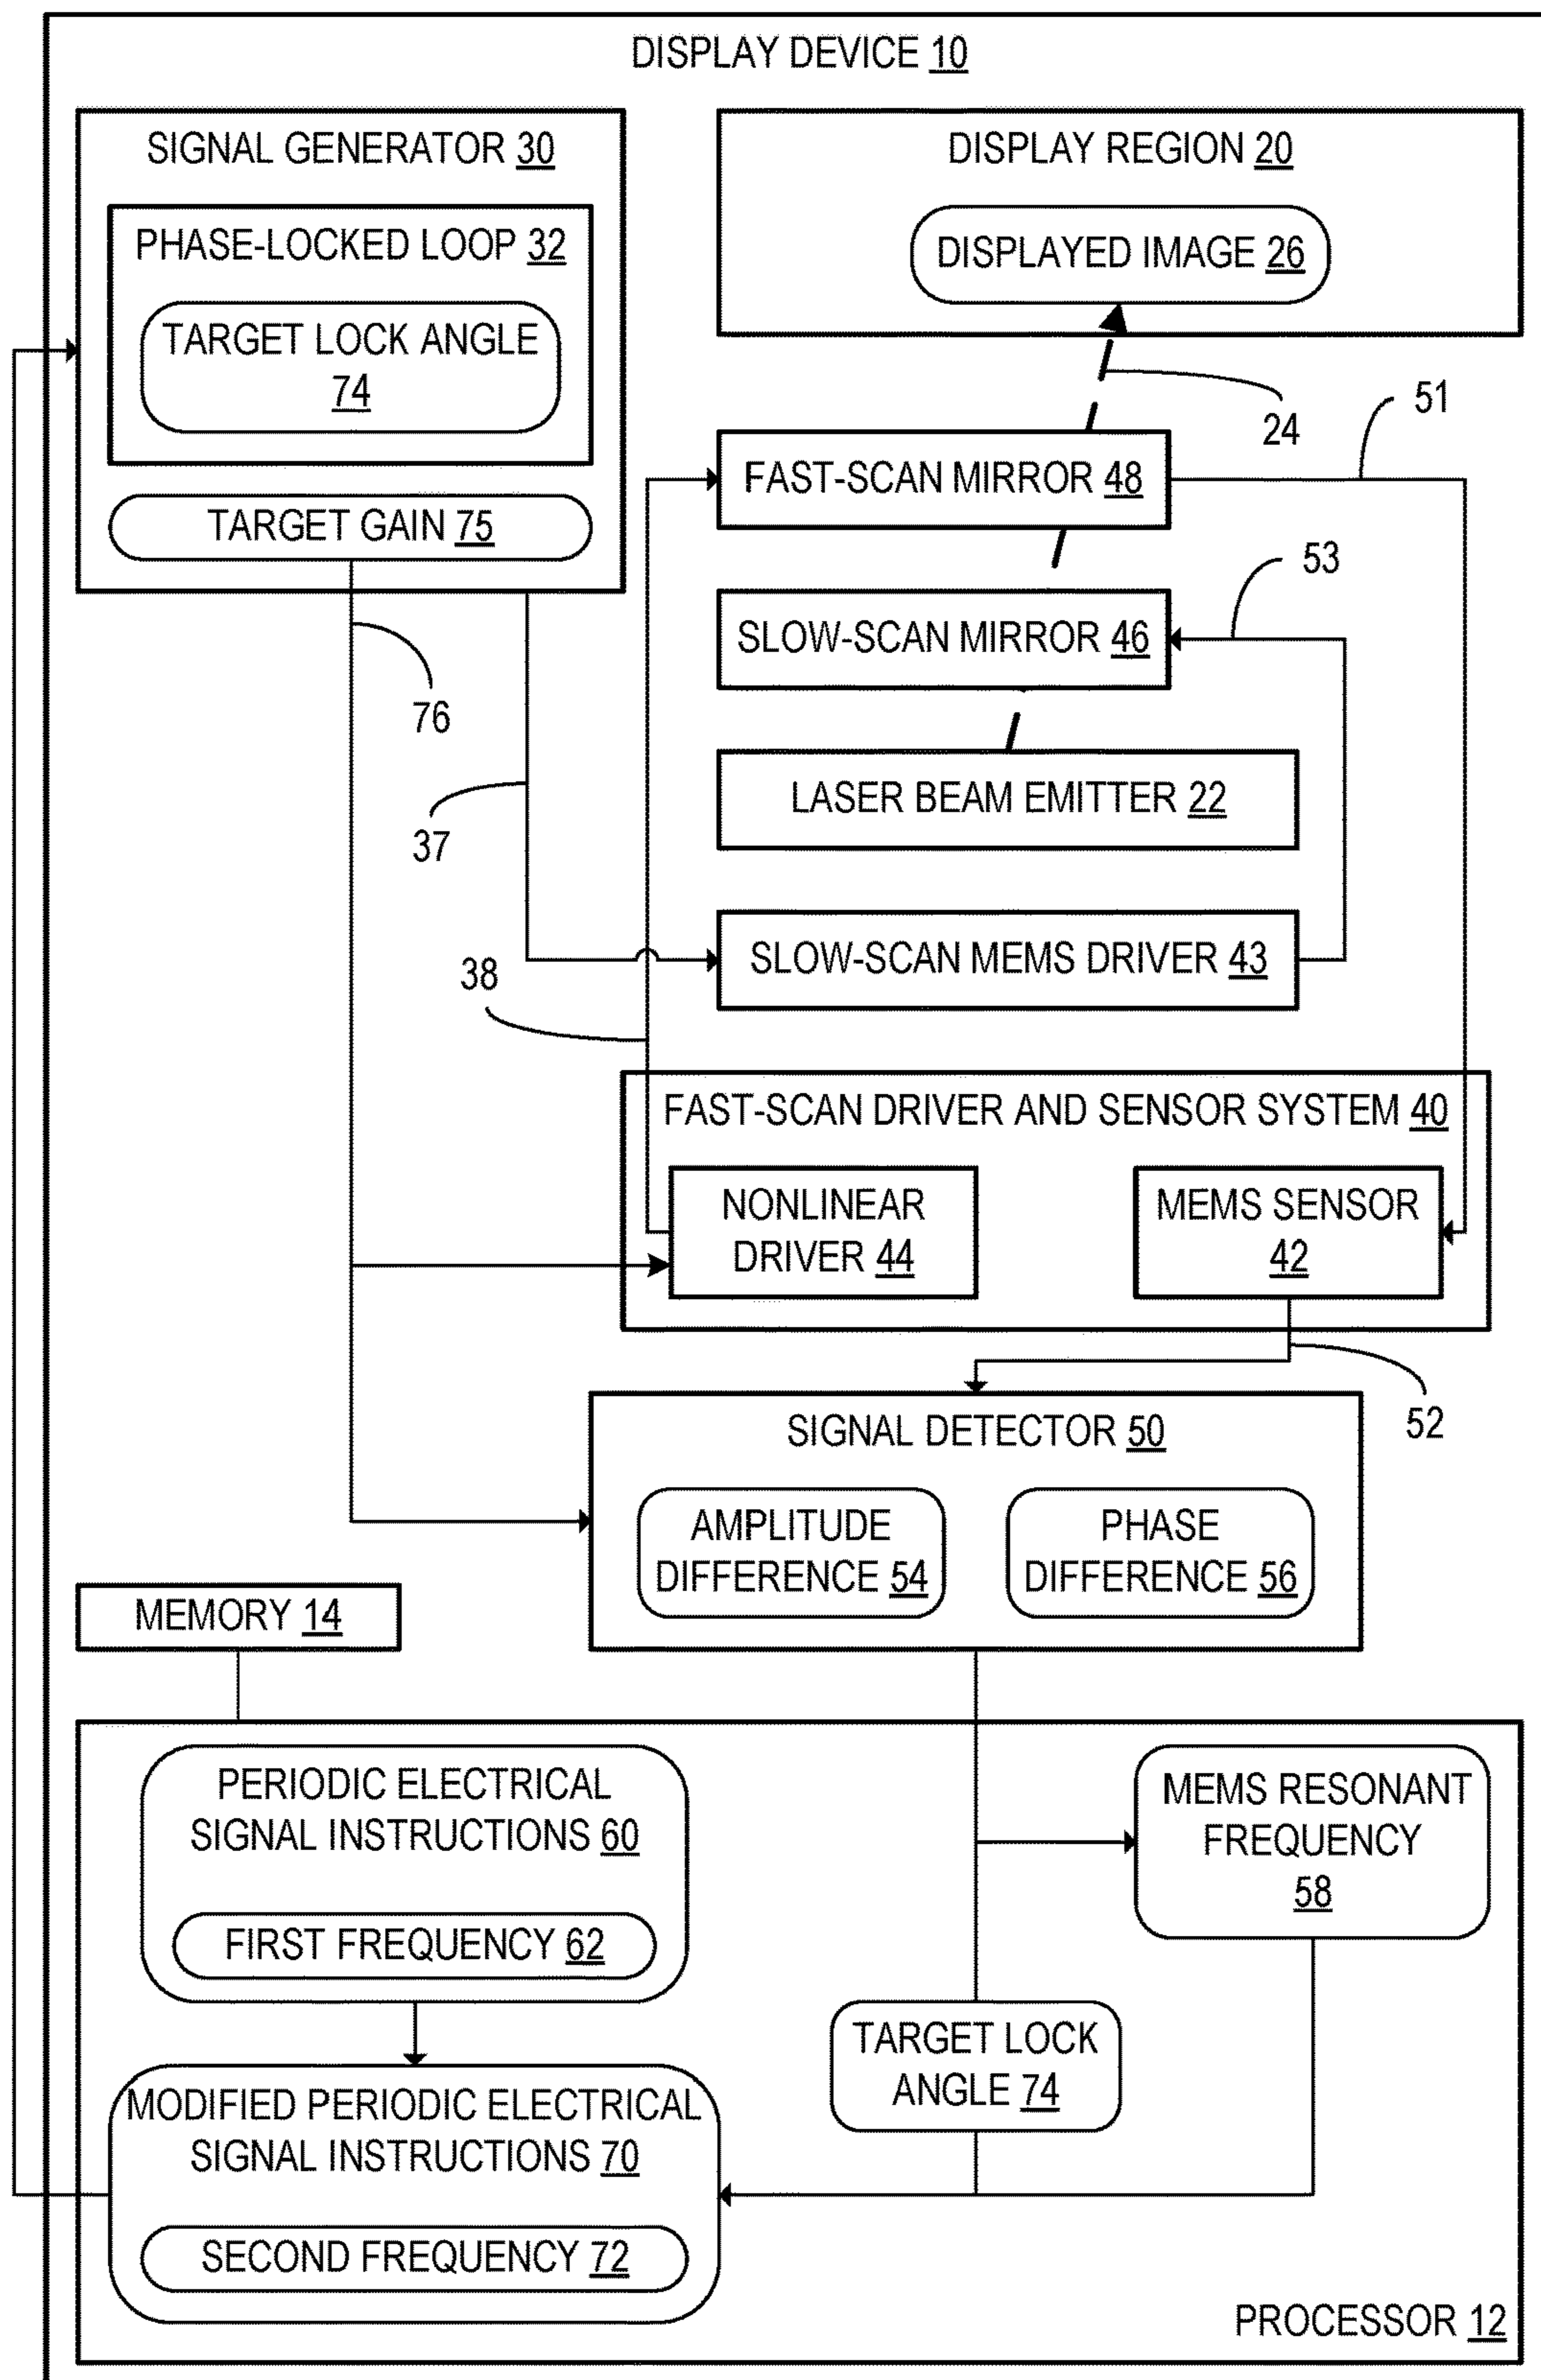 DISPLAY DEVICE 10
SIGNAL GENERATOR 30
PHASE-LOCKED LOOP 32
TARGET LOCK ANGLE
74
TARGET GAIN 75
DISPLAY REGION 20
DISPLAYED IMAGE 26
24
51
FAST-SCAN MIRROR 48
53
SLOW-SCAN MIRROR 46
76
LASER BEAM EMITTER 22
37
SLOW-SCAN MEMS DRIVER 43
38
FAST-SCAN DRIVER AND SENSOR SYSTEM 40
NONLINEAR
DRIVER 44
MEMS SENSOR
42
52
SIGNAL DETECTOR 50
AMPLITUDE
DIFFERENCE 54
PHASE
DIFFERENCE 56
MEMORY 14
PERIODIC ELECTRICAL
SIGNAL INSTRUCTIONS 60
FIRST FREQUENCY 62
MEMS RESONANT
FREQUENCY
58
TARGET LOCK
ANGLE 74
MODIFIED PERIODIC ELECTRICAL
SIGNAL INSTRUCTIONS 70
SECOND FREQUENCY 72
PROCESSOR 12